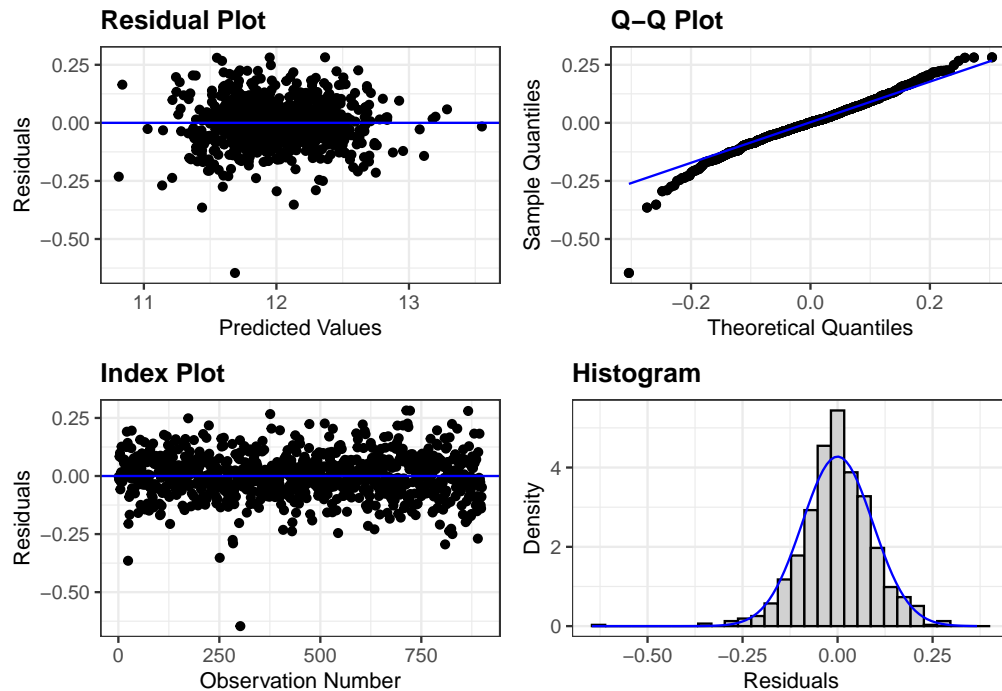 Residual Plot
0.25
0.00
−0.25
−0.50
Residuals
11 12 13
Predicted Values
Q−Q Plot
0.25
0.00
−0.25
−0.50
Sample Quantiles
−0.2 0.0 0.2
Theoretical Quantiles
Index Plot
0.25
0.00
−0.25
−0.50
Residuals
0 250 500 750
Observation Number
Histogram
4
2
0
Density
−0.50 −0.25 0.00 0.25
Residuals